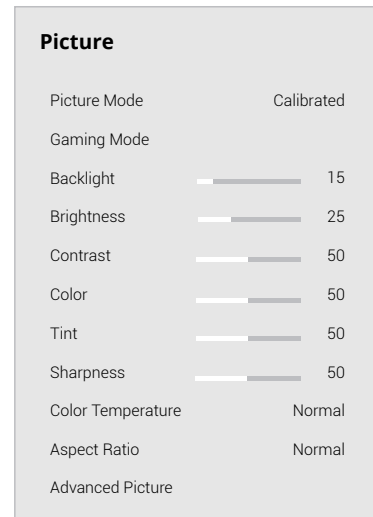 Picture
Picture Mode Calibrated
Gaming Mode
Backlight 15
Brightness 25
Contrast 50
Color 50
Tint 50
Sharpness 50
Color Temperature Normal
Aspect Ratio Normal
Advanced Picture